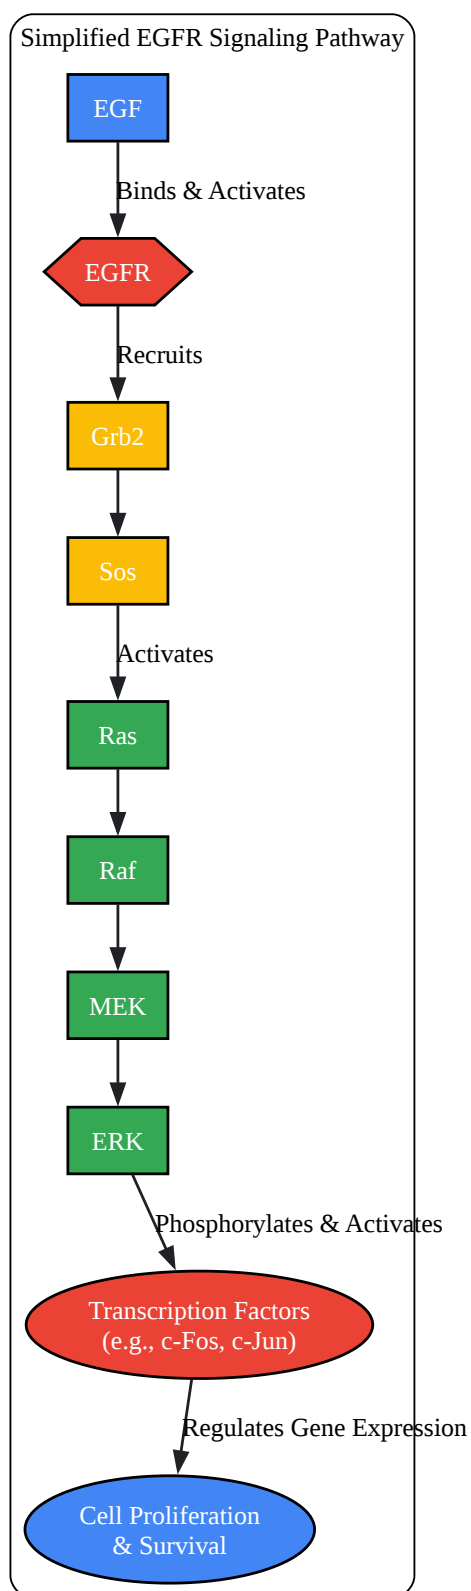 Simplified EGFR Signaling Pathway
EGF
Binds & Activates
EGFR
Recruits
Grb2
Sos
Activates
Ras
Raf
MEK
ERK
Phosphorylates & Activates
Transcription Factors
(e.g., c-Fos, c-Jun)
Regulates Gene Expression
Cell Proliferation
& Survival